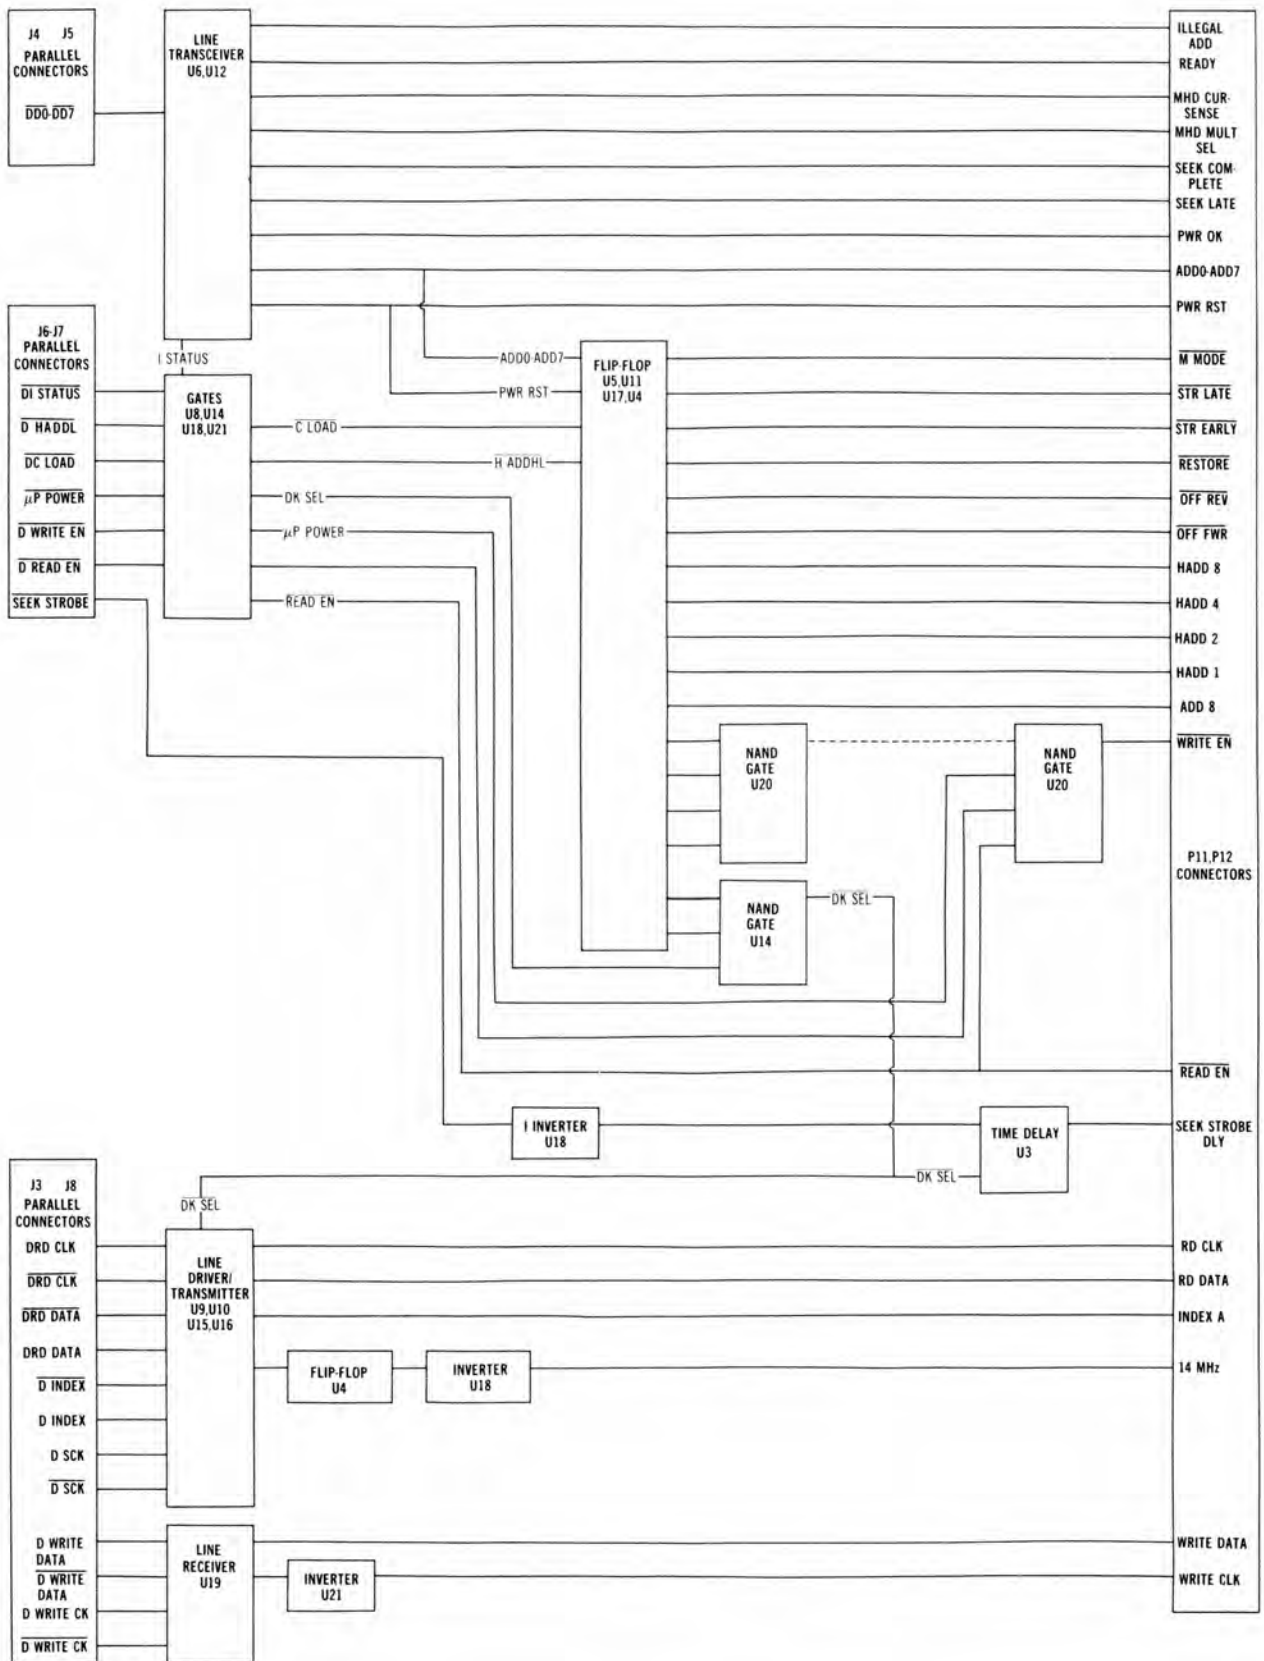 J4 J5
PARALLEL
CONNECTORS
DD0-DD7
LINE
TRANSCEIVER
U6,U12
ILLEGAL
ADD
READY
MHD CUR-
SENSE
MHD MULT
SEL
SEEK COM-
PLETE
SEEK LATE
PWR OK
ADD0-ADD7
PWR RST
J6-J7
PARALLEL
CONNECTORS
DI STATUS
D HADDL
DC LOAD
μP POWER
D WRITE EN
D READ EN
SEEK STROBE
I STATUS
GATES
U8,U14
U18,U21
C LOAD
H ADDHL
DK SEL
μP POWER
READ EN
ADD0-ADD7
PWR RST
FLIP-FLOP
U5,U11
U17,U4
M MODE
STR LATE
STR EARLY
RESTORE
OFF REV
OFF FWR
HADD 8
HADD 4
HADD 2
HADD 1
ADD 8
WRITE EN
NAND
GATE
U20
NAND
GATE
U20
P11,P12
CONNECTORS
NAND
GATE
U14
DK SEL
READ EN
I INVERTER
U18
TIME DELAY
U3
SEEK STROBE
DLY
DK SEL
DK SEL
J3 J8
PARALLEL
CONNECTORS
DRD CLK
DRD CLK
DRD DATA
DRD DATA
D INDEX
D INDEX
D SCK
D SCK
LINE
DRIVER/
TRANSMITTER
U9,U10
U15,U16
RD CLK
RD DATA
INDEX A
FLIP-FLOP
U4
INVERTER
U18
14 MHz
D WRITE
DATA
D WRITE
DATA
D WRITE CK
D WRITE CK
LINE
RECEIVER
U19
INVERTER
U21
WRITE DATA
WRITE CLK